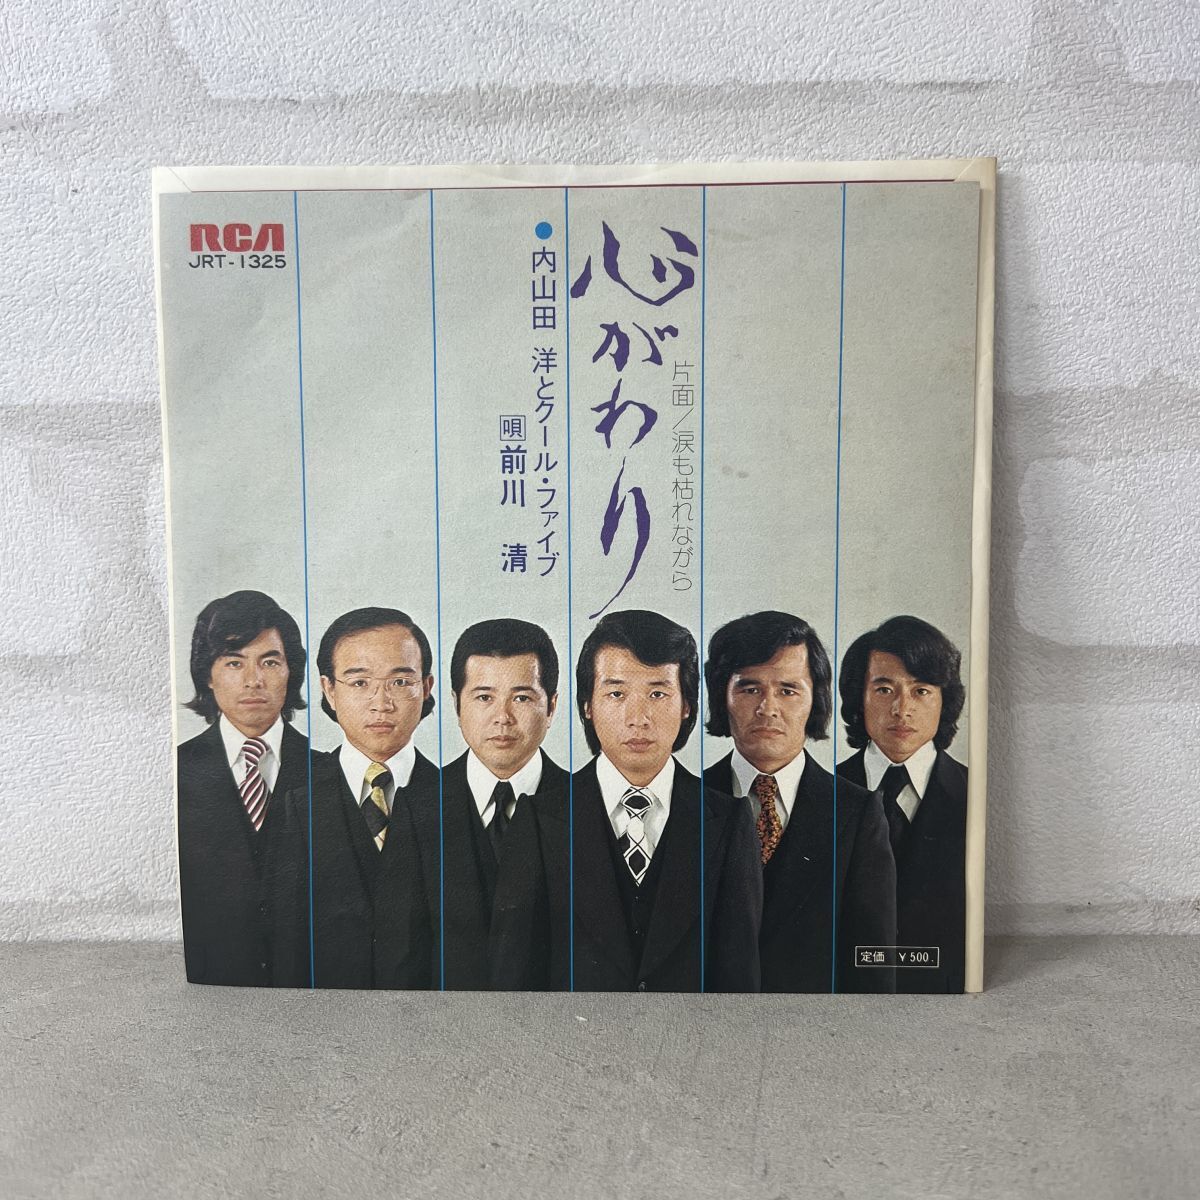 RCA
JRT-1325
心がわり
片面/涙も枯れながら
●内山田 洋とクール・ファイブ
唄 前川 清
定価 ¥500.